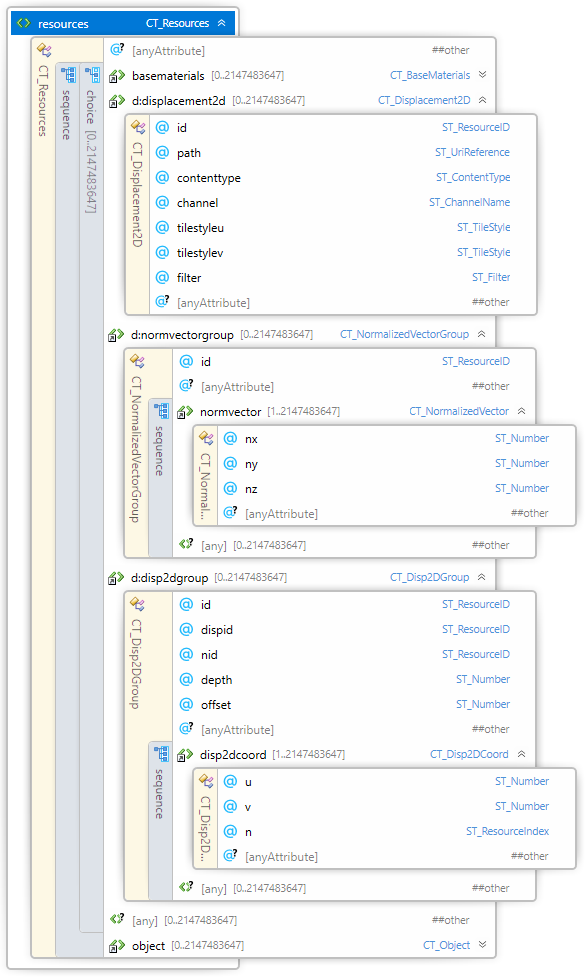 resources CT_Resources
CT_Resources
sequence
choice [0..2147483647]
[anyAttribute] ##other
basematerials [0..2147483647] CT_BaseMaterials
d:displacement2d [0..2147483647] CT_Displacement2D
CT_Displacement2D
id ST_ResourceID
path ST_UriReference
contenttype ST_ContentType
channel ST_ChannelName
tilestyleu ST_TileStyle
tilestylev ST_TileStyle
filter ST_Filter
[anyAttribute] ##other
d:normvectorgroup [0..2147483647] CT_NormalizedVectorGroup
CT_NormalizedVectorGroup
id ST_ResourceID
[anyAttribute] ##other
sequence
normvector [1..2147483647] CT_NormalizedVector
CT_Normal...
nx ST_Number
ny ST_Number
nz ST_Number
[anyAttribute] ##other
[any] [0..2147483647] ##other
d:disp2dgroup [0..2147483647] CT_Disp2DGroup
CT_Disp2DGroup
id ST_ResourceID
dispid ST_ResourceID
nid ST_ResourceID
depth ST_Number
offset ST_Number
[anyAttribute] ##other
sequence
disp2dcoord [1..2147483647] CT_Disp2DCoord
CT_Disp2D...
u ST_Number
v ST_Number
n ST_ResourceIndex
[anyAttribute] ##other
[any] [0..2147483647] ##other
[any] [0..2147483647] ##other
object [0..2147483647] CT_Object